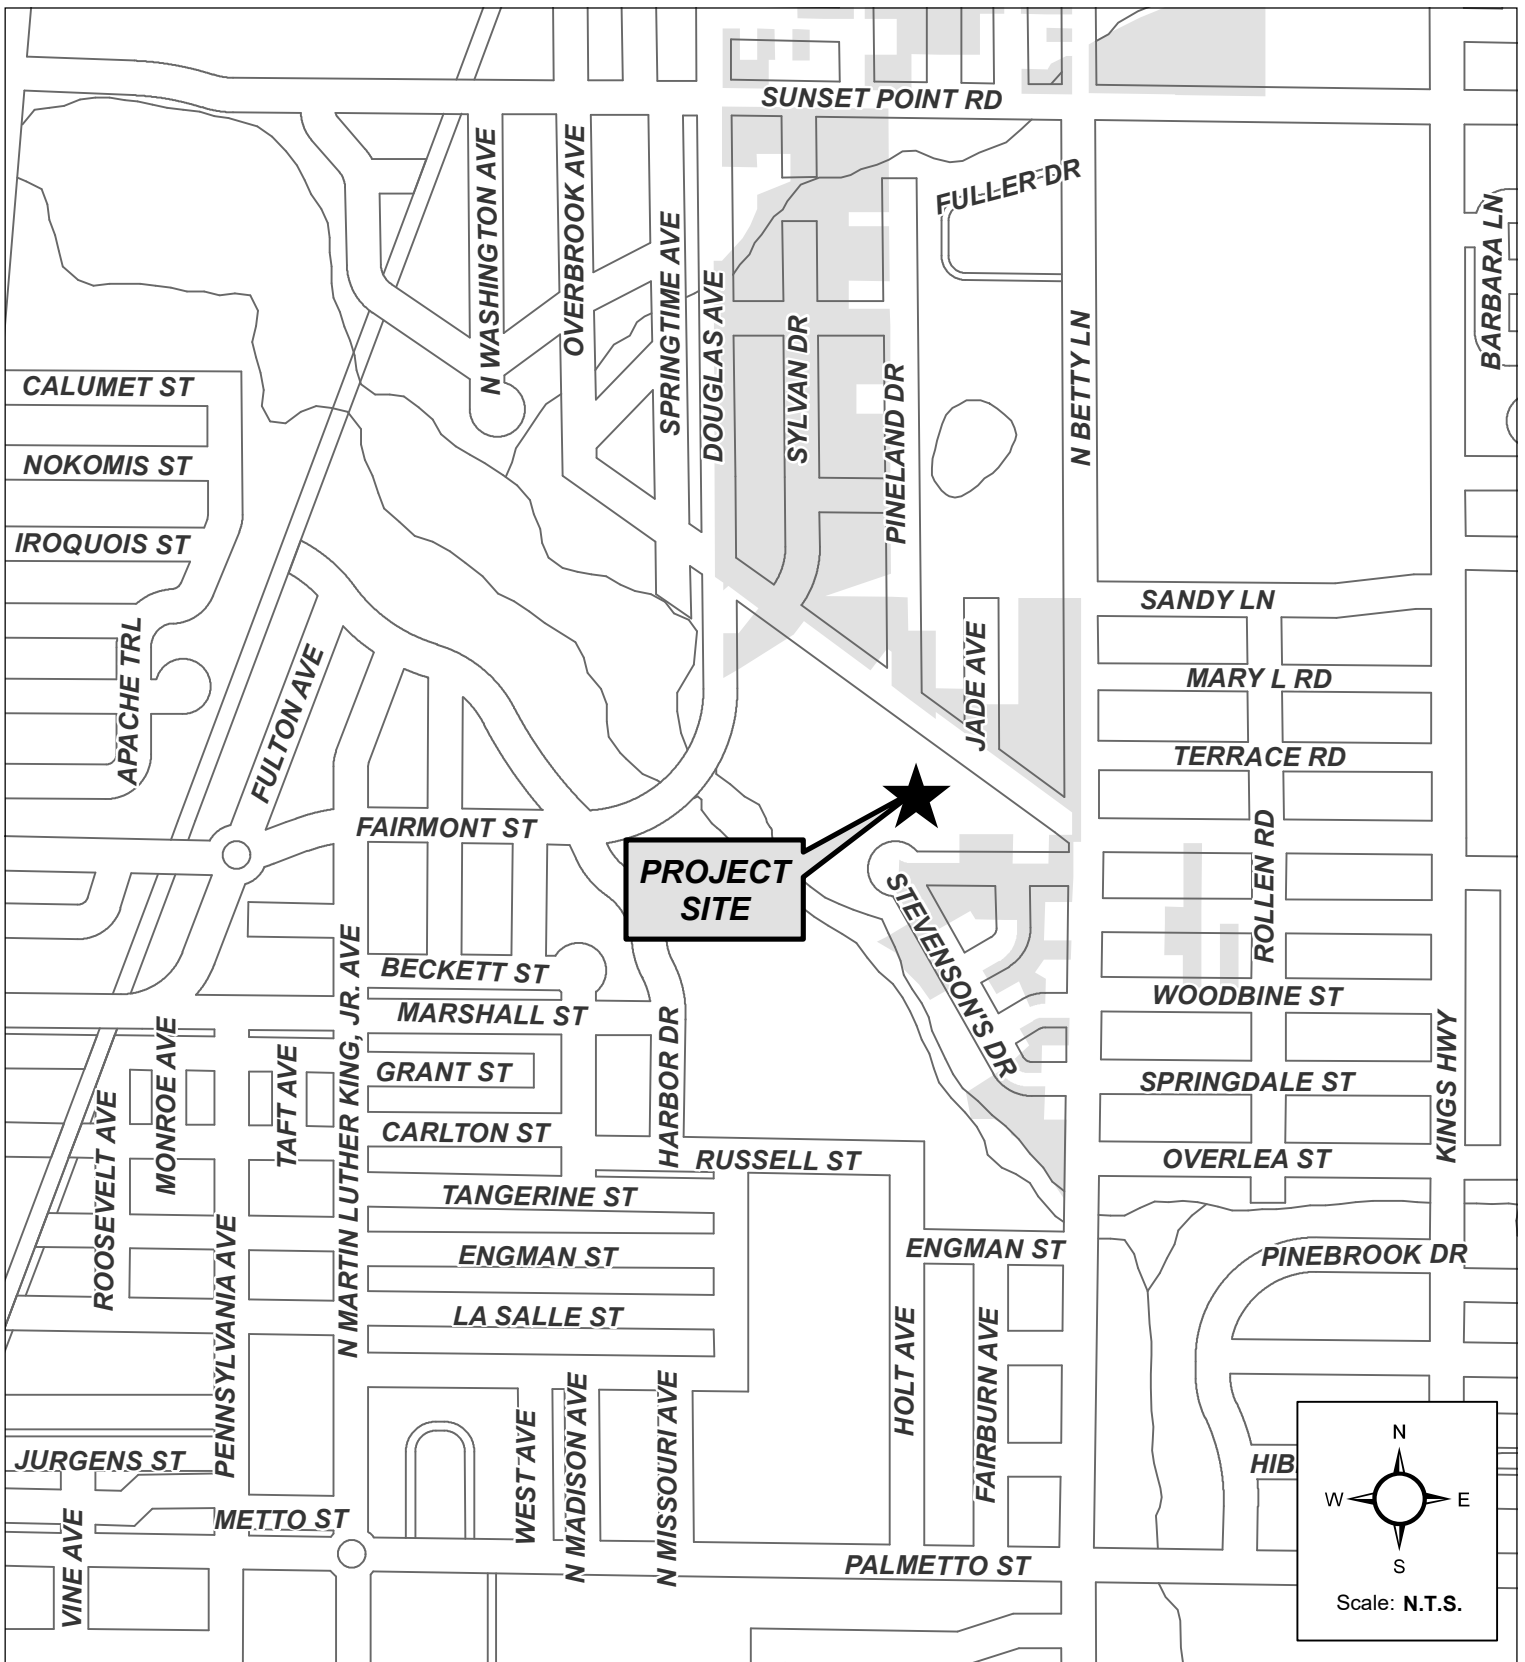 SUNSET POINT RD
FULLER DR
N WASHINGTON AVE
OVERBROOK AVE
SPRINGTIME AVE
DOUGLAS AVE
SYLVAN DR
PINELAND DR
N BETTY LN
BARBARA LN
CALUMET ST
NOKOMIS ST
IROQUOIS ST
APACHE TRL
FULTON AVE
JADE AVE
SANDY LN
MARY L RD
TERRACE RD
ROLLEN RD
FAIRMONT ST
PROJECT
SITE
STEVENSON'S DR
BECKETT ST
MARSHALL ST
GRANT ST
CARLTON ST
HARBOR DR
RUSSELL ST
TANGERINE ST
ENGMAN ST
LA SALLE ST
WOODBINE ST
SPRINGDALE ST
OVERLEA ST
KINGS HWY
ENGMAN ST
PINEBROOK DR
ROOSEVELT AVE
MONROE AVE
TAFT AVE
N MARTIN LUTHER KING, JR. AVE
PENNSYLVANIA AVE
HOLT AVE
FAIRBURN AVE
WEST AVE
N MADISON AVE
N MISSOURI AVE
JURGENS ST
METTO ST
VINE AVE
PALMETTO ST
HIB
N
W
E
S
Scale: N.T.S.